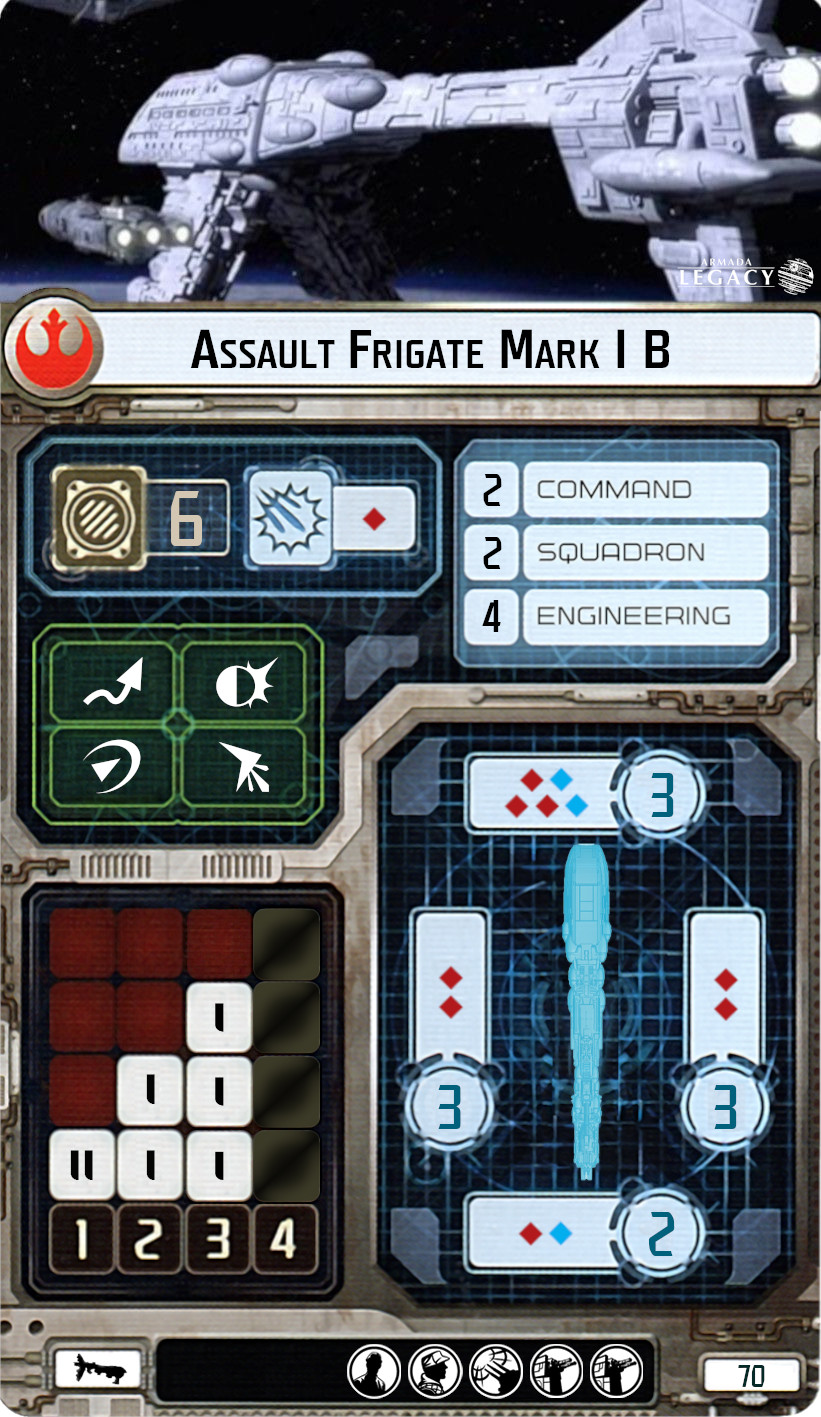 ARMADA
LEGACY
ASSAULT FRIGATE MARK I B
6
2 COMMAND
2 SQUADRON
4 ENGINEERING
3
I
I I
II I I
1 2 3 4
3 3
2
70